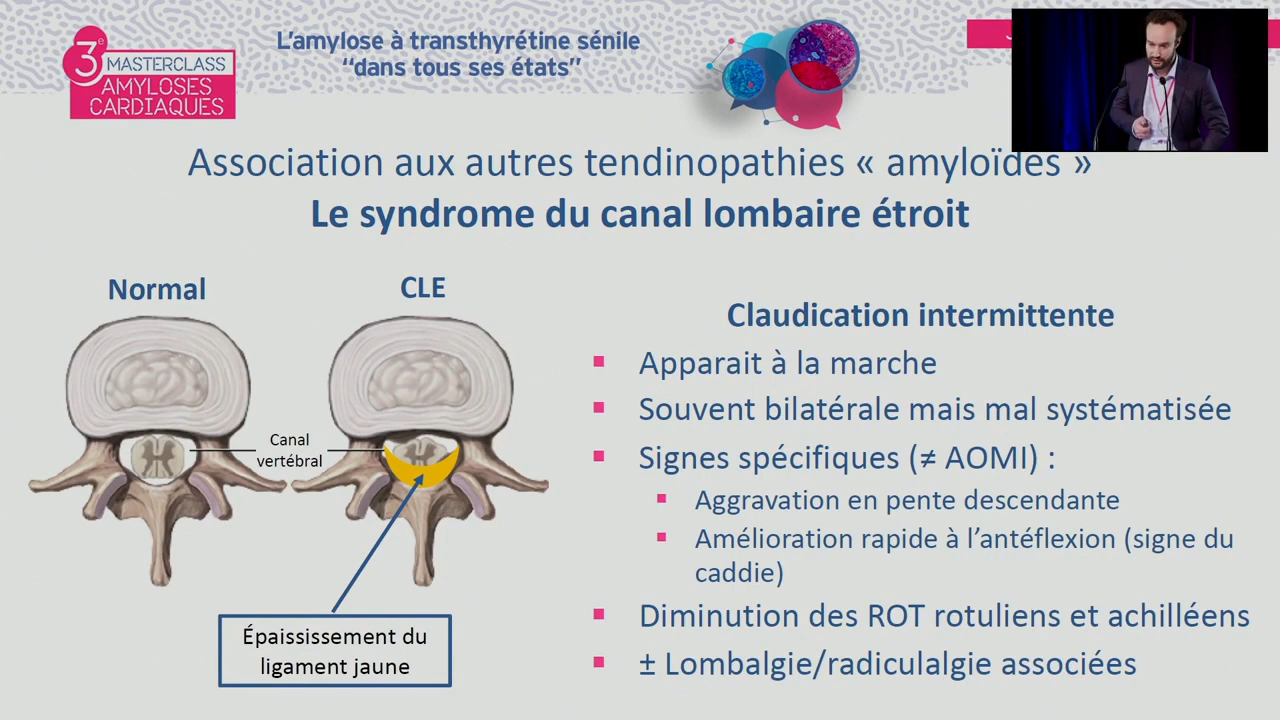 3e MASTERCLASS
AMYLOSES
CARDIAQUES
L'amylose à transthyrétine sénile
“dans tous ses états”
Association aux autres tendinopathies « amyloïdes »
Le syndrome du canal lombaire étroit
Normal
CLE
Canal
vertébral
Épaississement du
ligament jaune
Claudication intermittente
▪ Apparait à la marche
▪ Souvent bilatérale mais mal systématisée
▪ Signes spécifiques (≠ AOMI) :
▪ Aggravation en pente descendante
▪ Amélioration rapide à l’antéflexion (signe du
caddie)
▪ Diminution des ROT rotuliens et achilléens
▪ ± Lombalgie/radiculalgie associées